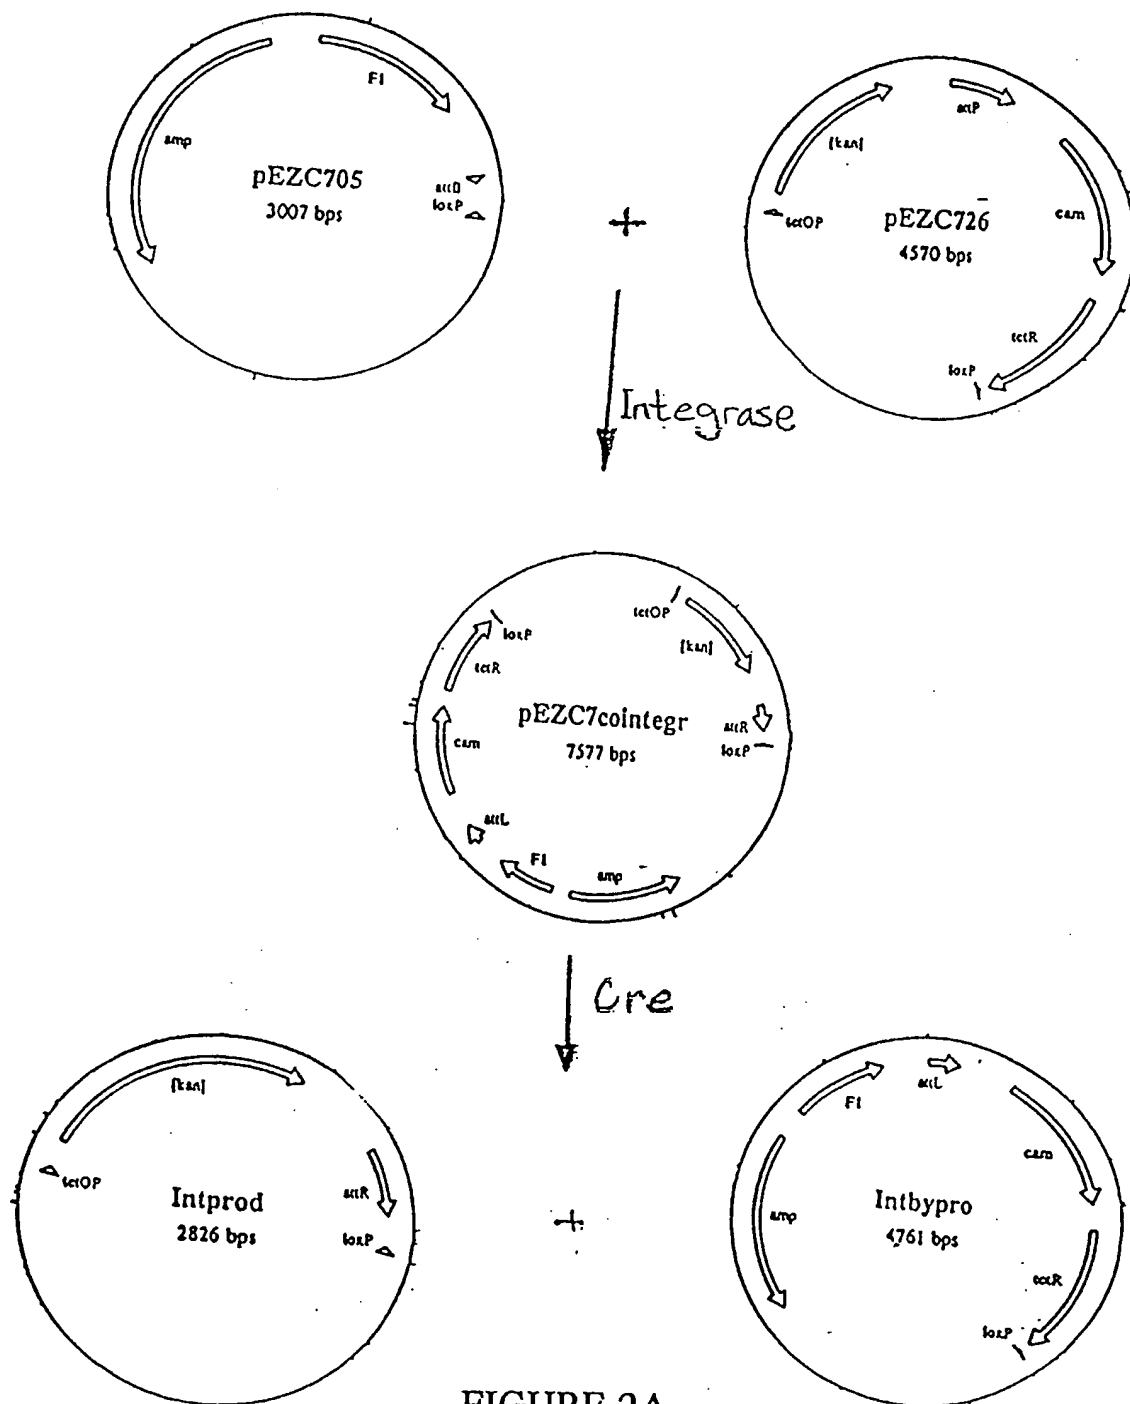 F1
amp
pEZC705
3007 bps
attB
loxP
+
attP
[kan]
cam
tetOP
pEZC726
4570 bps
tetR
loxP
Integrase
tetOP
loxP
[kan]
tetR
pEZC7cointegr
7577 bps
attR
loxP
cam
attL
F1
amp
Cre
[kan]
tetOP
Intprod
2826 bps
attR
loxP
+
attL
F1
cam
amp
Intbypro
4761 bps
tetR
loxP
FIGURE 2A